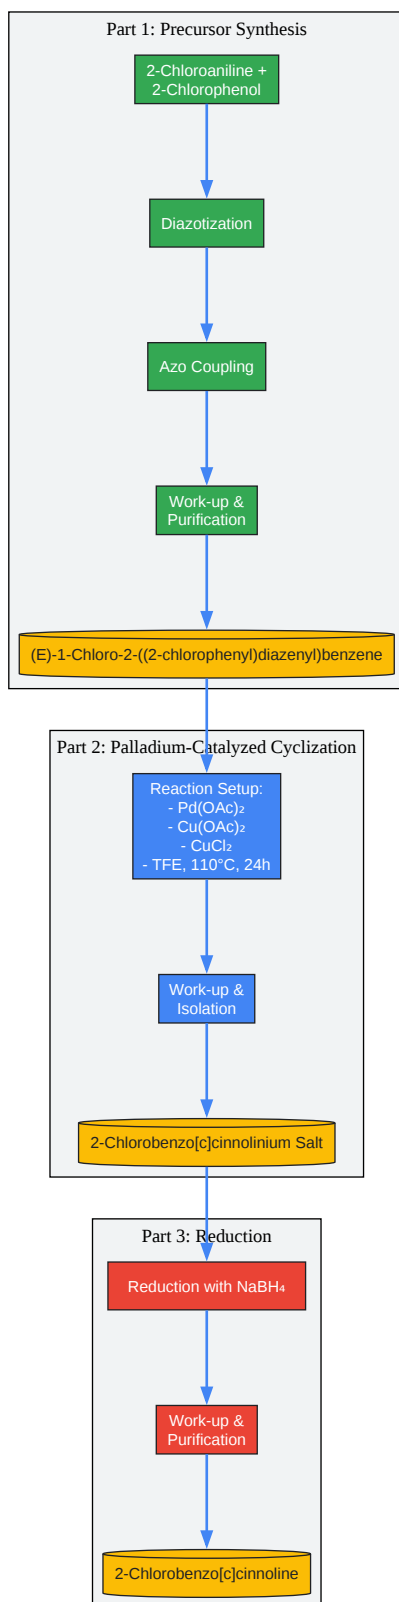 Part 1: Precursor Synthesis
2-Chloroaniline +
2-Chlorophenol
Diazotization
Azo Coupling
Work-up &
Purification
(E)-1-Chloro-2-((2-chlorophenyl)diazenyl)benzene
Part 2: Palladium-Catalyzed Cyclization
Reaction Setup:
- Pd(OAc)₂
- Cu(OAc)₂
- CuCl₂
- TFE, 110°C, 24h
Work-up &
Isolation
2-Chlorobenzo[c]cinnolinium Salt
Part 3: Reduction
Reduction with NaBH₄
Work-up &
Purification
2-Chlorobenzo[c]cinnoline